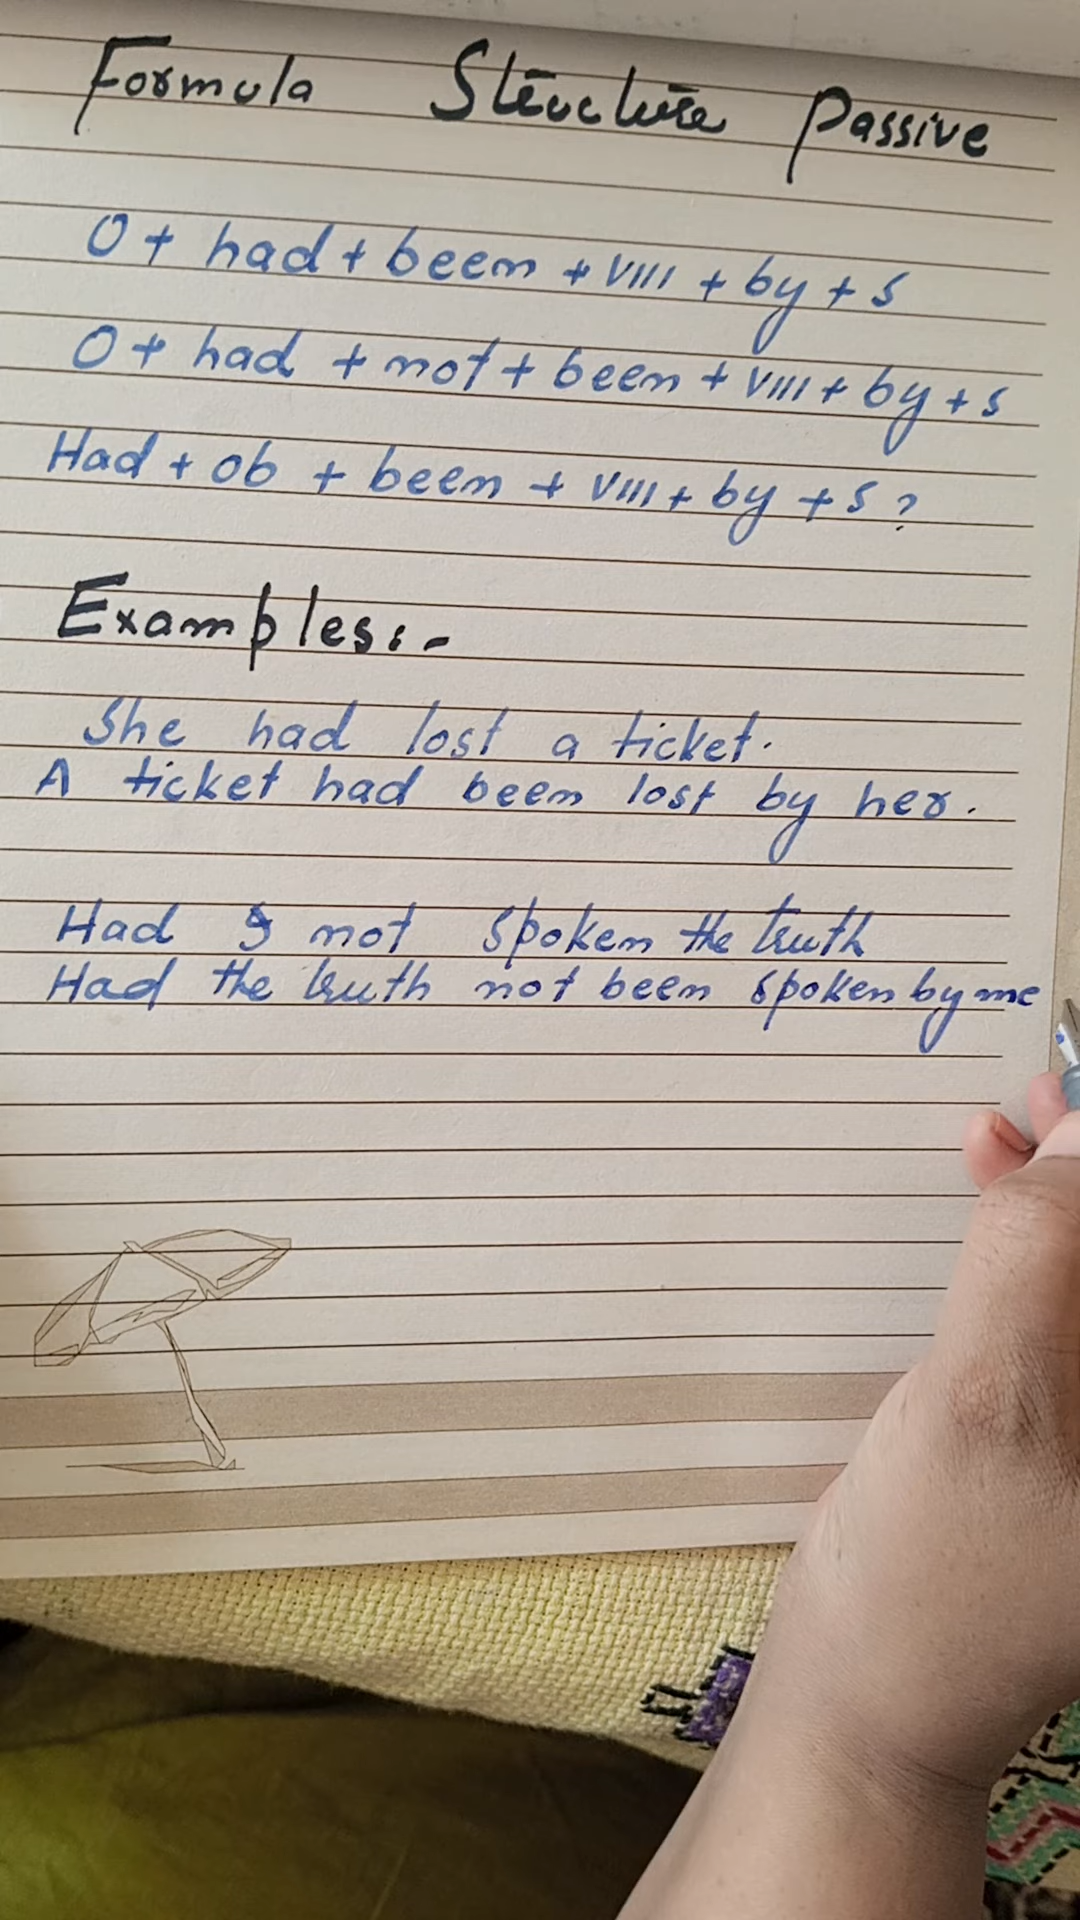 Formula Structure Passive
O + had + been + VIII + by + s
O + had + not + been + VIII + by + s
Had + ob + been + VIII + by + s ?
Examples:-
She had lost a ticket.
A ticket had been lost by her.
Had I not spoken the truth
Had the truth not been spoken by me